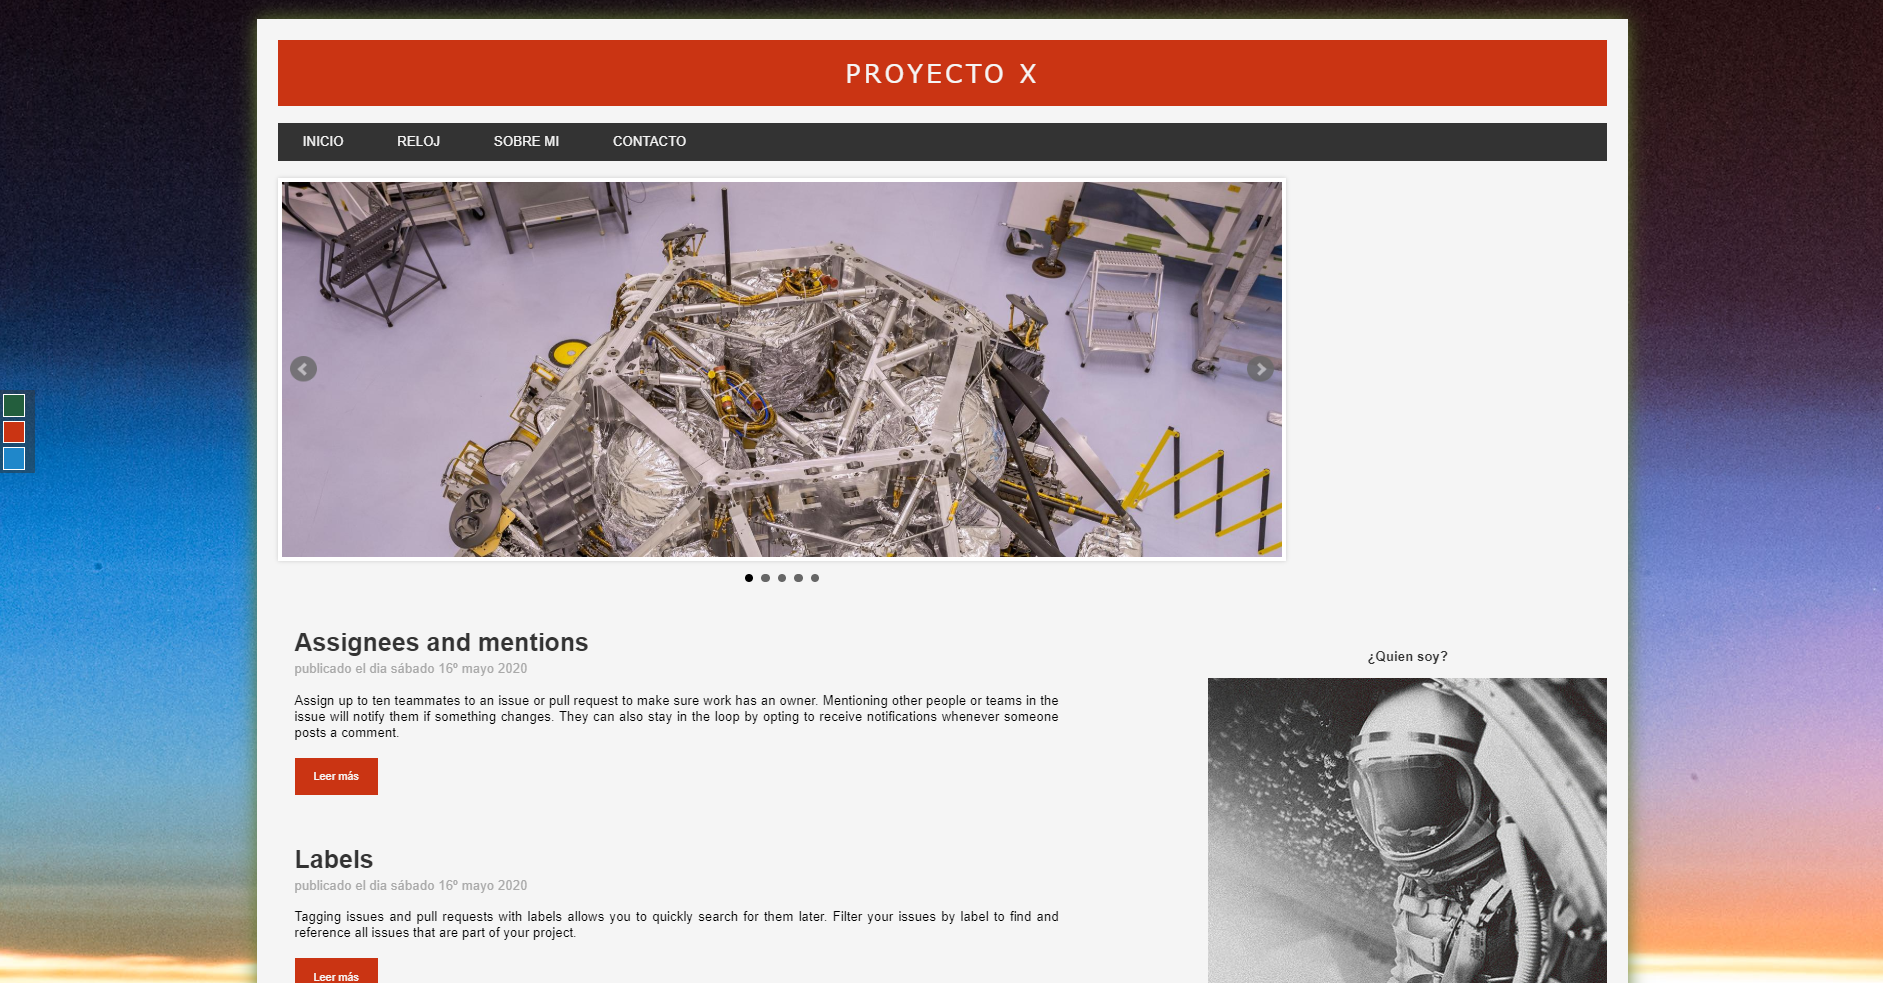 PROYECTO X
INICIO RELOJ SOBRE MI CONTACTO
Assignees and mentions
publicado el dia sábado 16º mayo 2020
Assign up to ten teammates to an issue or pull request to make sure work has an owner. Mentioning other people or teams in the
issue will notify them if something changes. They can also stay in the loop by opting to receive notifications whenever someone
posts a comment.
Leer más
Labels
publicado el dia sábado 16º mayo 2020
Tagging issues and pull requests with labels allows you to quickly search for them later. Filter your issues by label to find and
reference all issues that are part of your project.
Leer más
¿Quien soy?